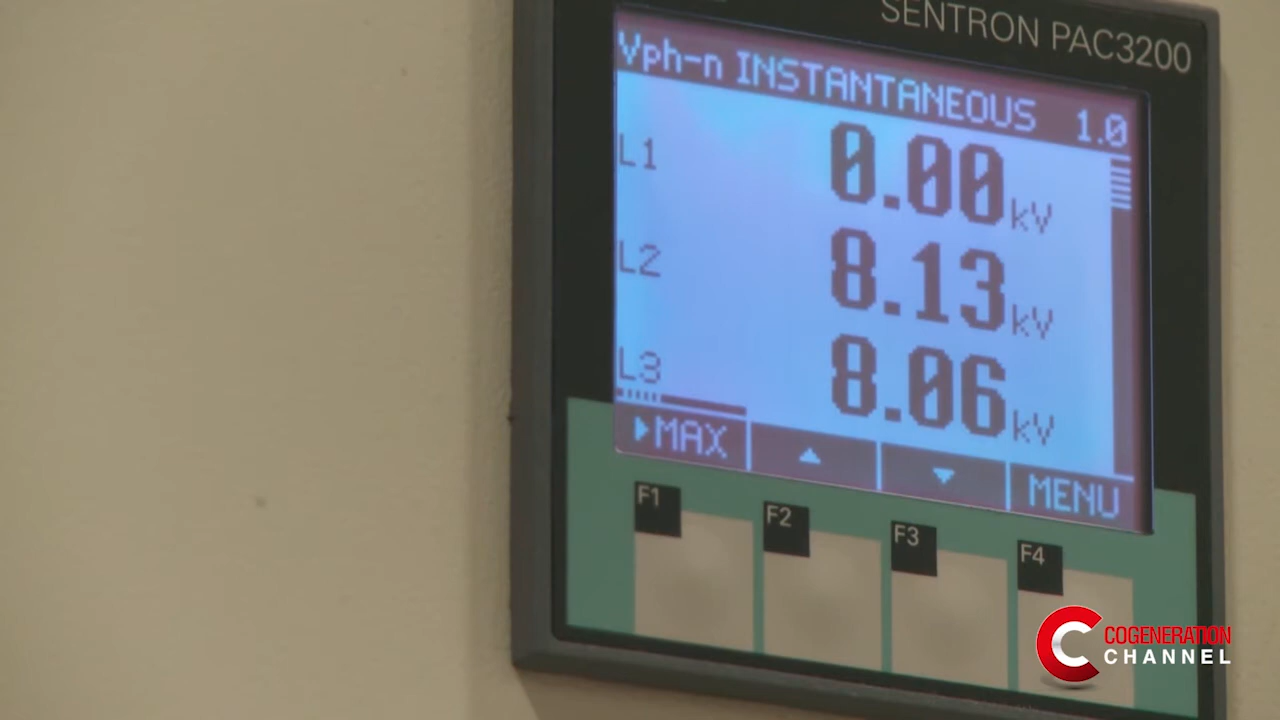 SENTRON PAC3200
Vph-n INSTANTANEOUS 1.0
L1 0.00 kV
L2 8.13 kV
L3 8.06 kV
MAX MENU
F1 F2 F3 F4
COGENERATION
CHANNEL